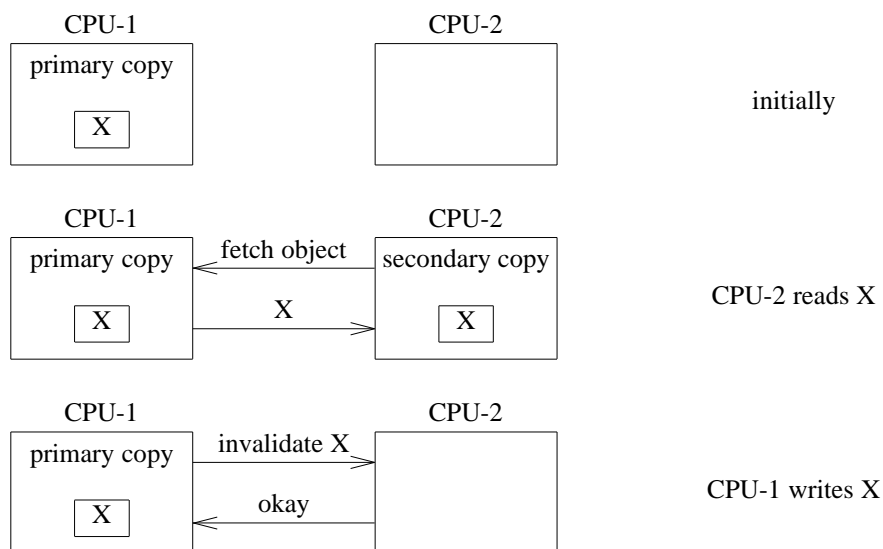 CPU-1 CPU-2
primary copy
X
initially
CPU-1 CPU-2
primary copy fetch object secondary copy
X X X
CPU-2 reads X
CPU-1 CPU-2
primary copy invalidate X
X okay
CPU-1 writes X